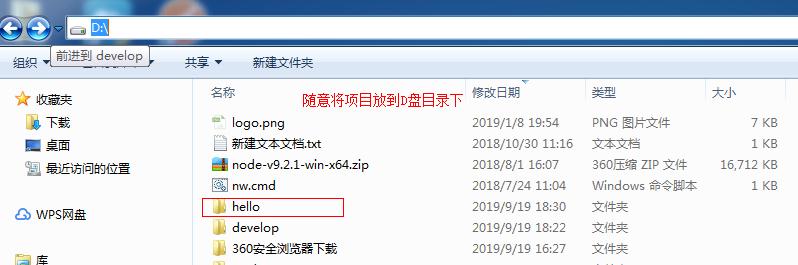 D:\
前进到 develop
组织
共享
新建文件夹
收藏夹
下载
桌面
最近访问的位置
WPS网盘
库
随意将项目放到D盘目录下
名称 修改日期 类型 大小
logo.png 2019/1/8 19:54 PNG 图片文件 7 KB
新建文本文档.txt 2018/10/30 11:16 文本文档 1 KB
node-v9.2.1-win-x64.zip 2018/8/1 16:07 360压缩 ZIP 文件 16,712 KB
nw.cmd 2018/7/24 11:04 Windows 命令脚本 1 KB
hello 2019/9/19 18:30 文件夹
develop 2019/9/19 18:22 文件夹
360安全浏览器下载 2019/9/19 16:27 文件夹